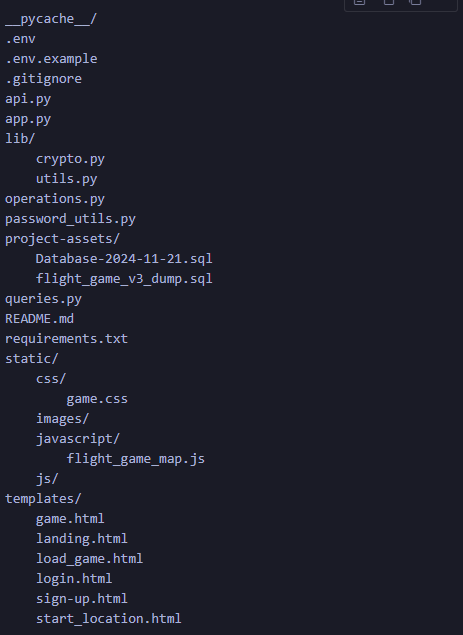 __pycache__/
.env
.env.example
.gitignore
api.py
app.py
lib/
    crypto.py
    utils.py
operations.py
password_utils.py
project-assets/
    Database-2024-11-21.sql
    flight_game_v3_dump.sql
queries.py
README.md
requirements.txt
static/
    css/
        game.css
    images/
    javascript/
        flight_game_map.js
    js/
templates/
    game.html
    landing.html
    load_game.html
    login.html
    sign-up.html
    start_location.html